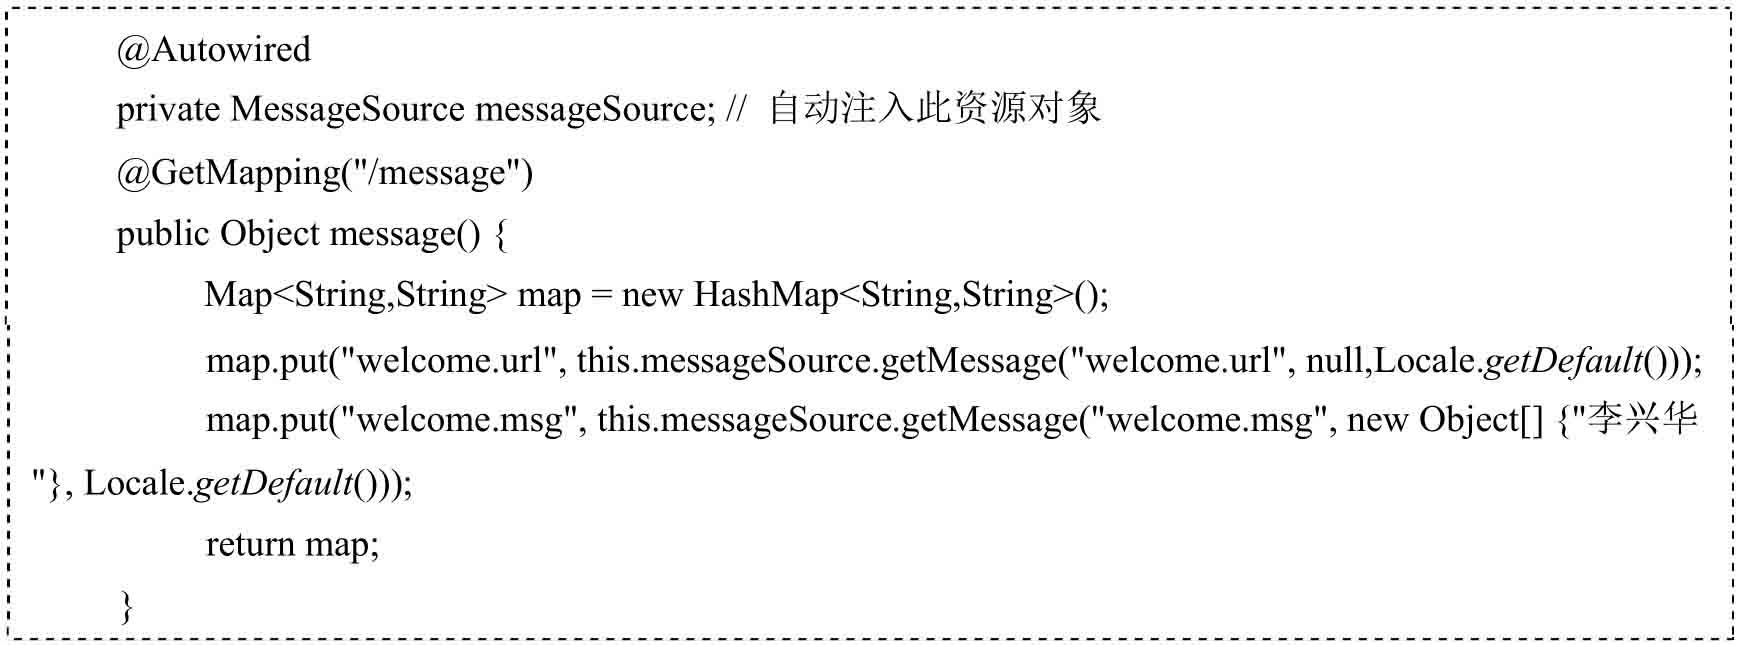 @Autowired
private MessageSource messageSource; // 自动注入此资源对象
@GetMapping("/message")
public Object message() {
Map<String,String> map = new HashMap<String,String>();
map.put("welcome.url", this.messageSource.getMessage("welcome.url", null,Locale.getDefault()));
map.put("welcome.msg", this.messageSource.getMessage("welcome.msg", new Object[] {"李兴华
"}, Locale.getDefault()));
return map;
}